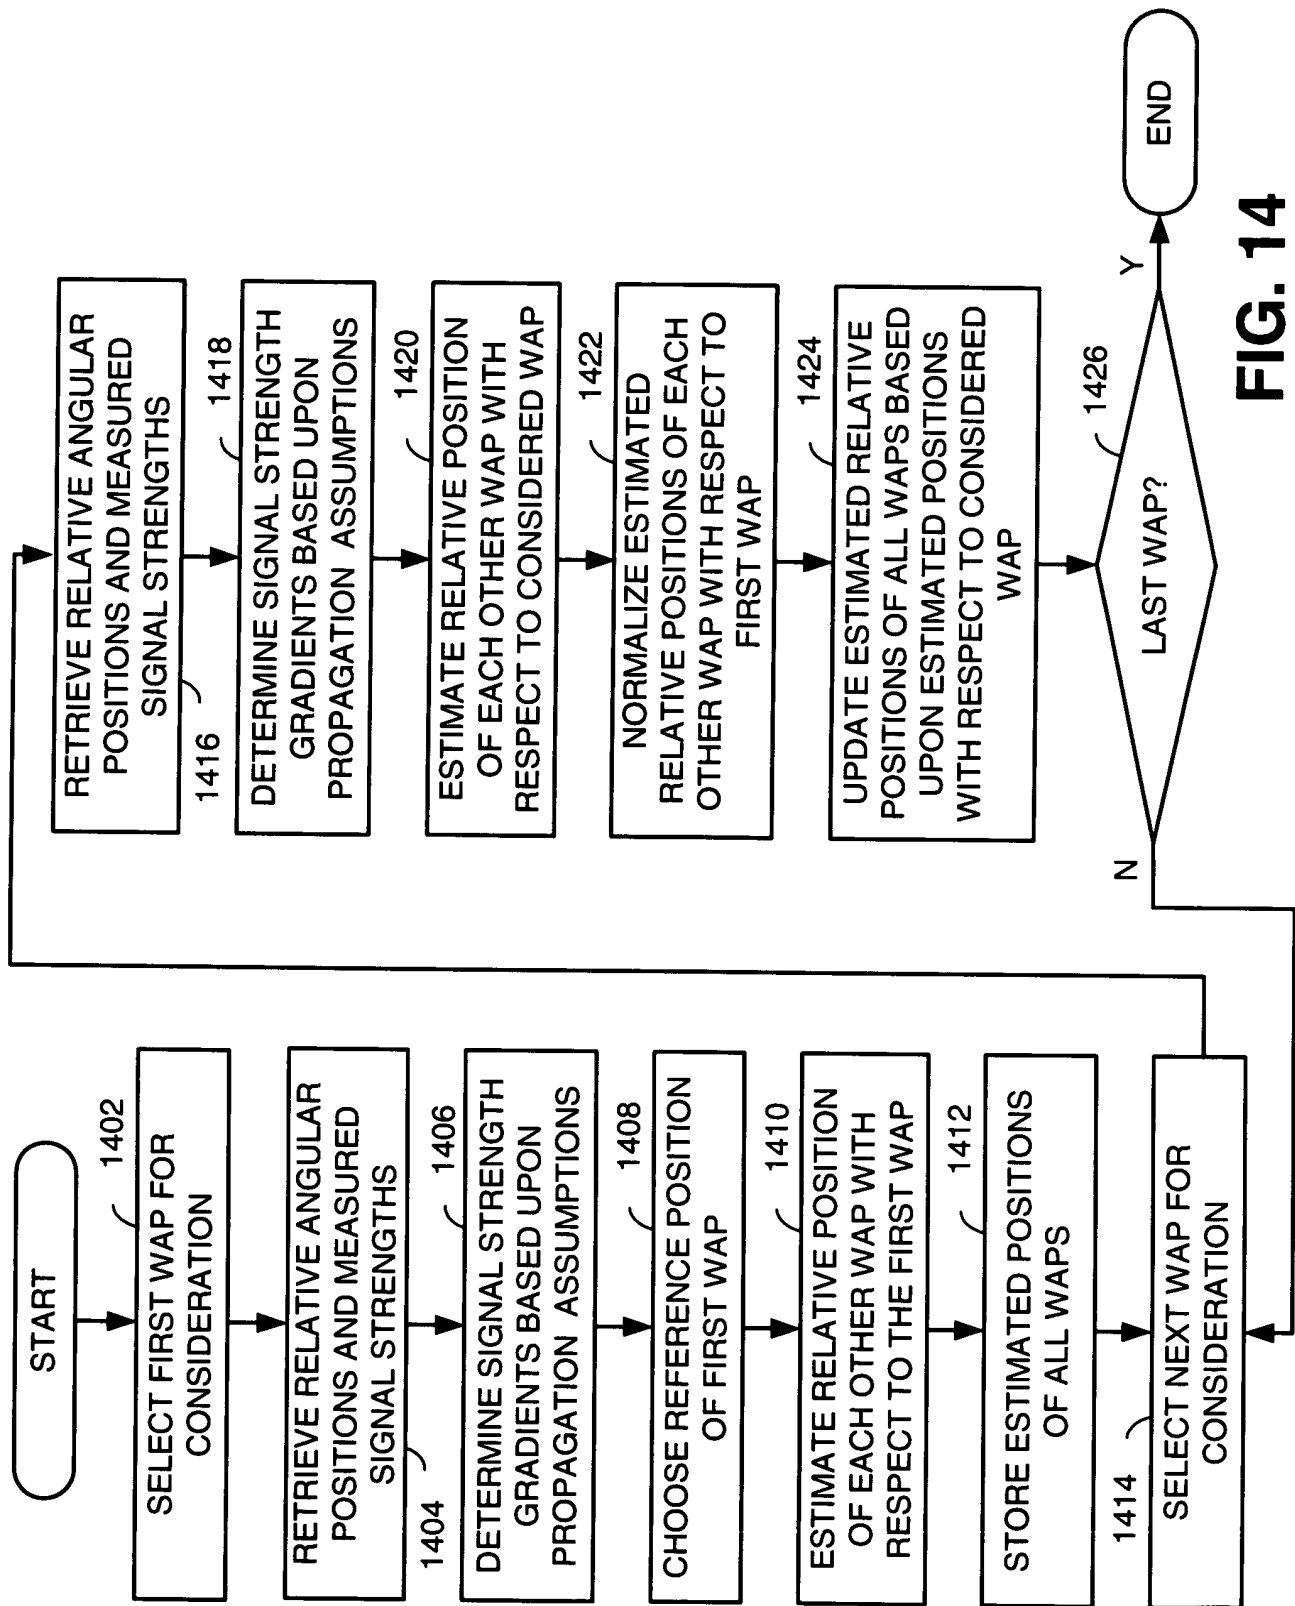 START
1402
SELECT FIRST WAP FOR
CONSIDERATION
RETRIEVE RELATIVE ANGULAR
POSITIONS AND MEASURED
SIGNAL STRENGTHS
1404
1406
DETERMINE SIGNAL STRENGTH
GRADIENTS BASED UPON
PROPAGATION ASSUMPTIONS
1408
CHOOSE REFERENCE POSITION
OF FIRST WAP
1410
ESTIMATE RELATIVE POSITION
OF EACH OTHER WAP WITH
RESPECT TO THE FIRST WAP
1412
STORE ESTIMATED POSITIONS
OF ALL WAPS
1414
SELECT NEXT WAP FOR
CONSIDERATION
RETRIEVE RELATIVE ANGULAR
POSITIONS AND MEASURED
SIGNAL STRENGTHS
1416
1418
DETERMINE SIGNAL STRENGTH
GRADIENTS BASED UPON
PROPAGATION ASSUMPTIONS
1420
ESTIMATE RELATIVE POSITION
OF EACH OTHER WAP WITH
RESPECT TO CONSIDERED WAP
1422
NORMALIZE ESTIMATED
RELATIVE POSITIONS OF EACH
OTHER WAP WITH RESPECT TO
FIRST WAP
1424
UPDATE ESTIMATED RELATIVE
POSITIONS OF ALL WAPS BASED
UPON ESTIMATED POSITIONS
WITH RESPECT TO CONSIDERED
WAP
1426
LAST WAP?
N
Y
END
FIG. 14